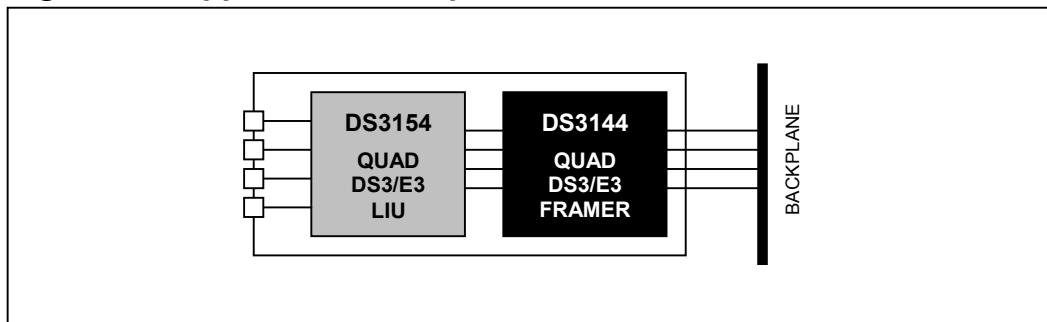 DS3154
QUAD
DS3/E3
LIU
DS3144
QUAD
DS3/E3
FRAMER
BACKPLANE